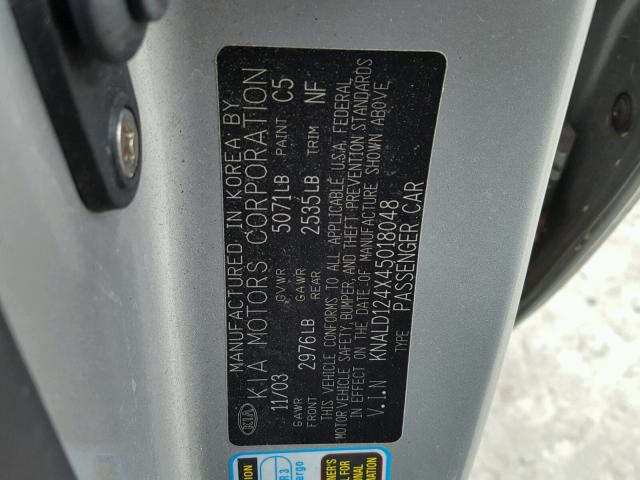 MANUFACTURED IN KOREA BY
KIA KIA MOTORS CORPORATION
11/03 GVWR 5071LB PAINT C5
GAWR FRONT 2976LB GAWR REAR 2535LB TRIM NF
THIS VEHICLE CONFORMS TO ALL APPLICABLE U.S.A. FEDERAL
MOTOR VEHICLE SAFETY, BUMPER, AND THEFT PREVENTION STANDARDS
IN EFFECT ON THE DATE OF MANUFACTURE SHOWN ABOVE
V.I.N KNALD124X45018048
TYPE PASSENGER CAR